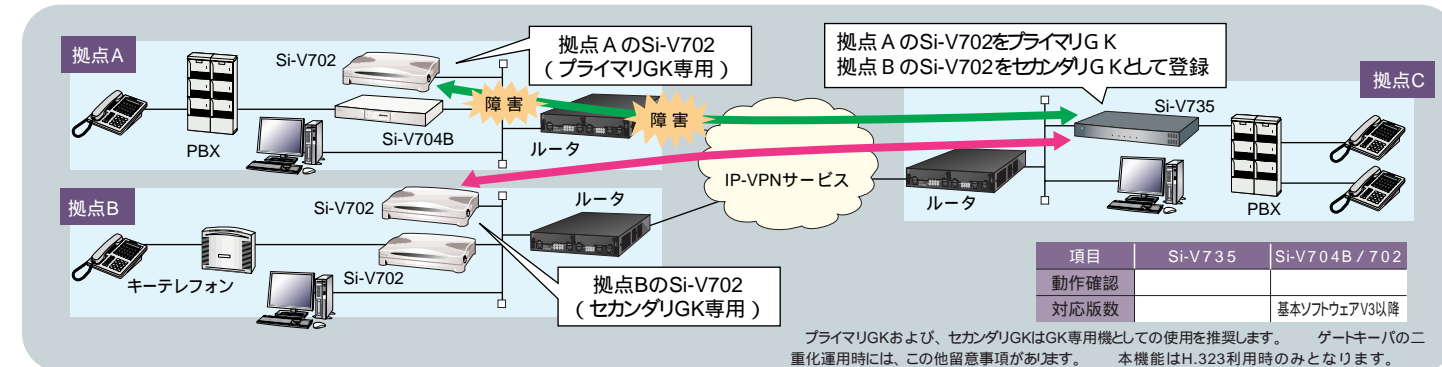 拠点A
Si-V702
拠点AのSi-V702
(プライマリGK専用)
障害
障害
PBX
Si-V704B
ルータ
拠点AのSi-V702をプライマリGK
拠点BのSi-V702をセカンダリGKとして登録
拠点C
Si-V735
IP-VPNサービス
ルータ
PBX
拠点B
Si-V702
ルータ
キーテレフォン
Si-V702
拠点BのSi-V702
(セカンダリGK専用)
項目 Si-V735 Si-V704B/702
動作確認
対応版数 基本ソフトウェアV3以降
プライマリGKおよび、セカンダリGKはGK専用機としての使用を推奨します。 ゲートキーパの二
重化運用時には、この他留意事項があります。 本機能はH.323利用時のみとなります。